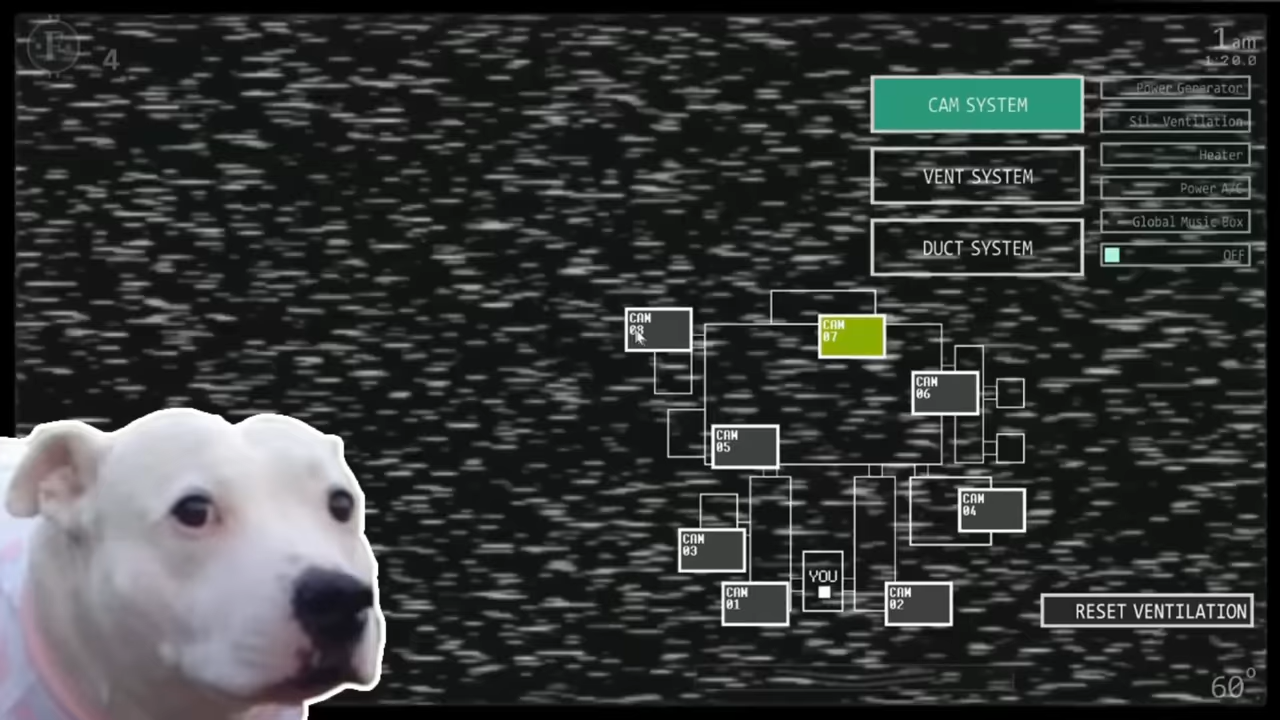 F
4
1am
1:20.0
CAM SYSTEM
VENT SYSTEM
DUCT SYSTEM
Power Generator
Sil. Ventilation
Heater
Power A/C
Global Music Box
OFF
CAM
08
CAM
07
CAM
06
CAM
05
CAM
04
CAM
03
YOU
CAM
01
CAM
02
RESET VENTILATION
60°